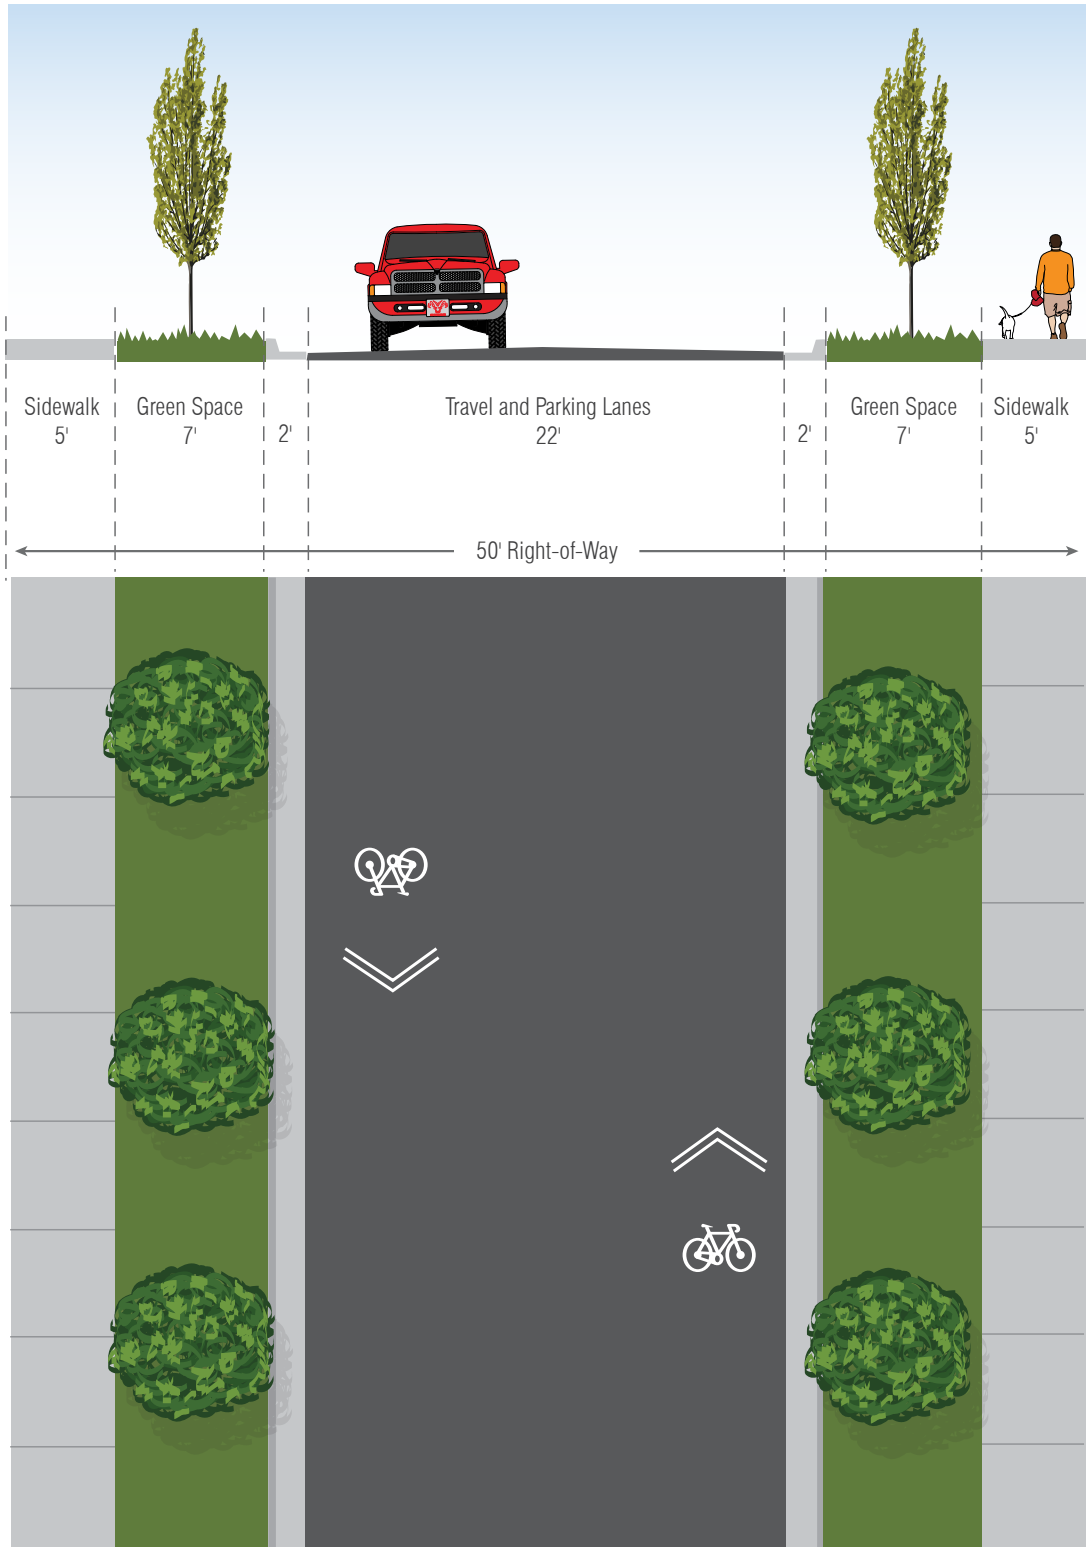 Sidewalk
5'
Green Space
7'
2'
Travel and Parking Lanes
22'
2'
Green Space
7'
Sidewalk
5'
50' Right-of-Way